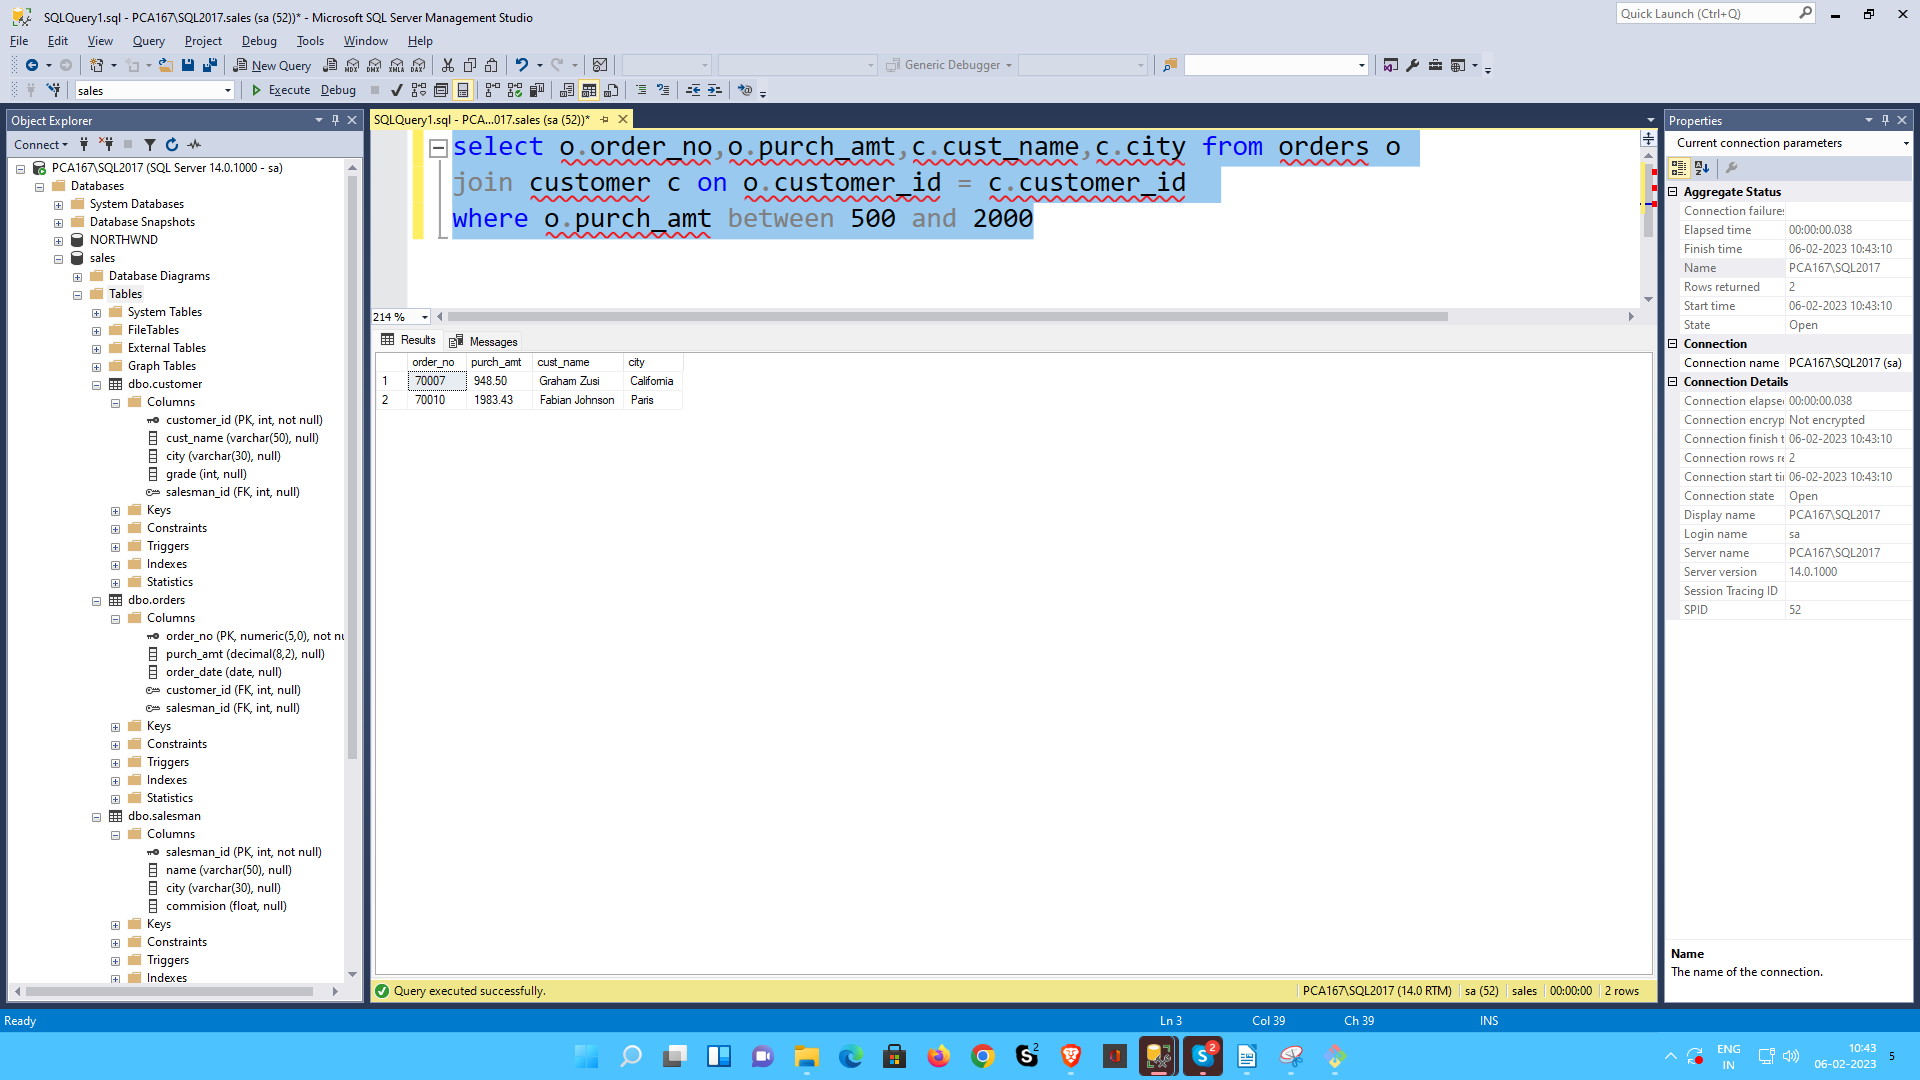 SQLQuery1.sql - PCA167\SQL2017.sales (sa (52))* - Microsoft SQL Server Management Studio
Quick Launch (Ctrl+Q)
File Edit View Query Project Debug Tools Window Help
New Query MDX DMX XMLA DAX Generic Debugger
sales Execute Debug
Object Explorer
Connect
PCA167\SQL2017 (SQL Server 14.0.1000 - sa)
Databases
System Databases
Database Snapshots
NORTHWND
sales
Database Diagrams
Tables
System Tables
FileTables
External Tables
Graph Tables
dbo.customer
Columns
customer_id (PK, int, not null)
cust_name (varchar(50), null)
city (varchar(30), null)
grade (int, null)
salesman_id (FK, int, null)
Keys
Constraints
Triggers
Indexes
Statistics
dbo.orders
Columns
order_no (PK, numeric(5,0), not nu
purch_amt (decimal(8,2), null)
order_date (date, null)
customer_id (FK, int, null)
salesman_id (FK, int, null)
Keys
Constraints
Triggers
Indexes
Statistics
dbo.salesman
Columns
salesman_id (PK, int, not null)
name (varchar(50), null)
city (varchar(30), null)
commision (float, null)
Keys
Constraints
Triggers
Indexes
SQLQuery1.sql - PCA...017.sales (sa (52))*
select o.order_no,o.purch_amt,c.cust_name,c.city from orders o
join customer c on o.customer_id = c.customer_id
where o.purch_amt between 500 and 2000
214 %
Results Messages
order_no purch_amt cust_name city
1 70007 948.50 Graham Zusi California
2 70010 1983.43 Fabian Johnson Paris
Query executed successfully. PCA167\SQL2017 (14.0 RTM) sa (52) sales 00:00:00 2 rows
Properties
Current connection parameters
Aggregate Status
Connection failures
Elapsed time 00:00:00.038
Finish time 06-02-2023 10:43:10
Name PCA167\SQL2017
Rows returned 2
Start time 06-02-2023 10:43:10
State Open
Connection
Connection name PCA167\SQL2017 (sa)
Connection Details
Connection elapse 00:00:00.038
Connection encryp Not encrypted
Connection finish t 06-02-2023 10:43:10
Connection rows re 2
Connection start ti 06-02-2023 10:43:10
Connection state Open
Display name PCA167\SQL2017
Login name sa
Server name PCA167\SQL2017
Server version 14.0.1000
Session Tracing ID
SPID 52
Name
The name of the connection.
Ready Ln 3 Col 39 Ch 39 INS
S 2 S 2
ENG
IN
10:43
06-02-2023
5